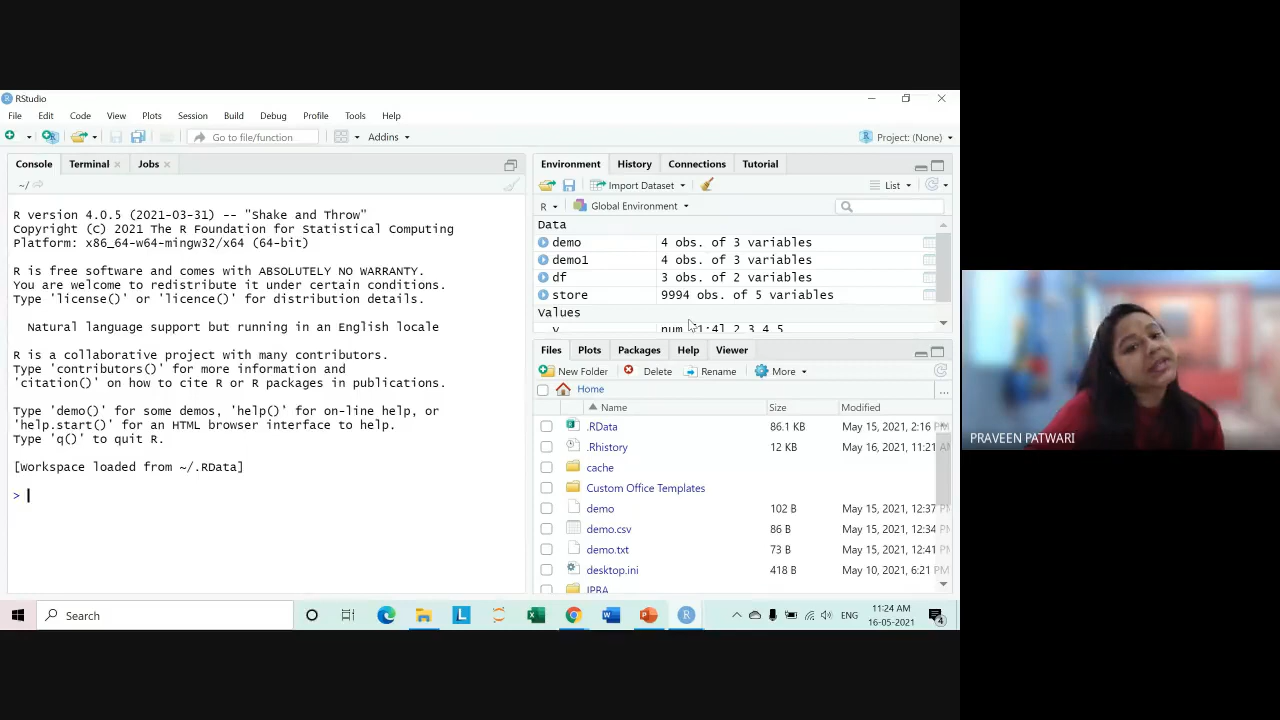 RStudio
File Edit Code View Plots Session Build Debug Profile Tools Help
Go to file/function Addins Project: (None)
Console Terminal Jobs
~/
R version 4.0.5 (2021-03-31) -- "Shake and Throw"
Copyright (c) 2021 The R Foundation for Statistical Computing
Platform: x86_64-w64-mingw32/x64 (64-bit)
R is free software and comes with ABSOLUTELY NO WARRANTY.
You are welcome to redistribute it under certain conditions.
Type 'license()' or 'licence()' for distribution details.
Natural language support but running in an English locale
R is a collaborative project with many contributors.
Type 'contributors()' for more information and
'citation()' on how to cite R or R packages in publications.
Type 'demo()' for some demos, 'help()' for on-line help, or
'help.start()' for an HTML browser interface to help.
Type 'q()' to quit R.
[Workspace loaded from ~/.RData]
>
Environment History Connections Tutorial
Import Dataset List
R Global Environment
Data
demo 4 obs. of 3 variables
demo1 4 obs. of 3 variables
df 3 obs. of 2 variables
store 9994 obs. of 5 variables
Values
num 2 3 4 5
Files Plots Packages Help Viewer
New Folder Delete Rename More
Home ...
Name Size Modified
.RData 86.1 KB May 15, 2021, 2:16 PM
.Rhistory 12 KB May 16, 2021, 11:21
cache
Custom Office Templates
demo 102 B May 15, 2021, 12:37 PM
demo.csv 86 B May 15, 2021, 12:34 PM
demo.txt 73 B May 15, 2021, 12:41 PM
desktop.ini 418 B May 10, 2021, 6:21 PM
IPBA
PRAVEEN PATWARI
Search ENG 11:24 AM
16-05-2021 4